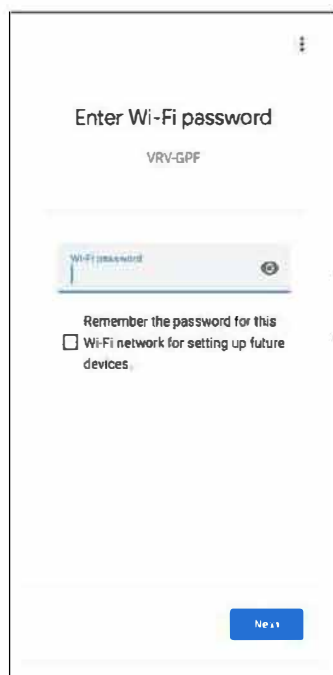 Enter Wi-Fi password
VRV-GPF
Wi-Fi password
Remember the password for this
Wi-Fi network for setting up future
devices.
Next